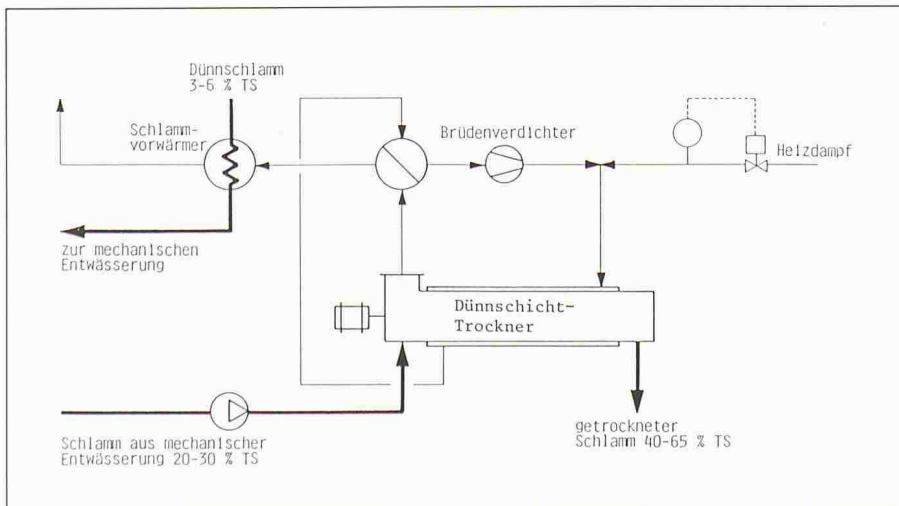 Dünnschlamm
3-6 % TS
Schlamm-
vorwärmer
Brüdenverdichter
Heizdampf
zur mechanischen
Entwässerung
Dünnschicht-
Trockner
Schlamm aus mechanischer
Entwässerung 20-30 % TS
getrockneter
Schlamm 40-65 % TS